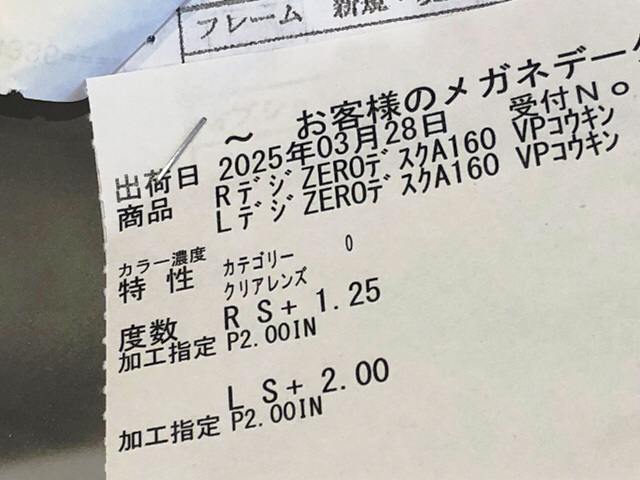 フレーム 新規
～ お客様のメガネデータ
出荷日 2025年03月28日 受付No
商品 Rデジ ZEROデスクA160 VPコウキン
Lデジ ZEROデスクA160 VPコウキン
カラー濃度 カテゴリー 0
特性 クリアレンズ
度数 R S+ 1.25
加工指定 P2.00IN
L S+ 2.00
加工指定 P2.00IN